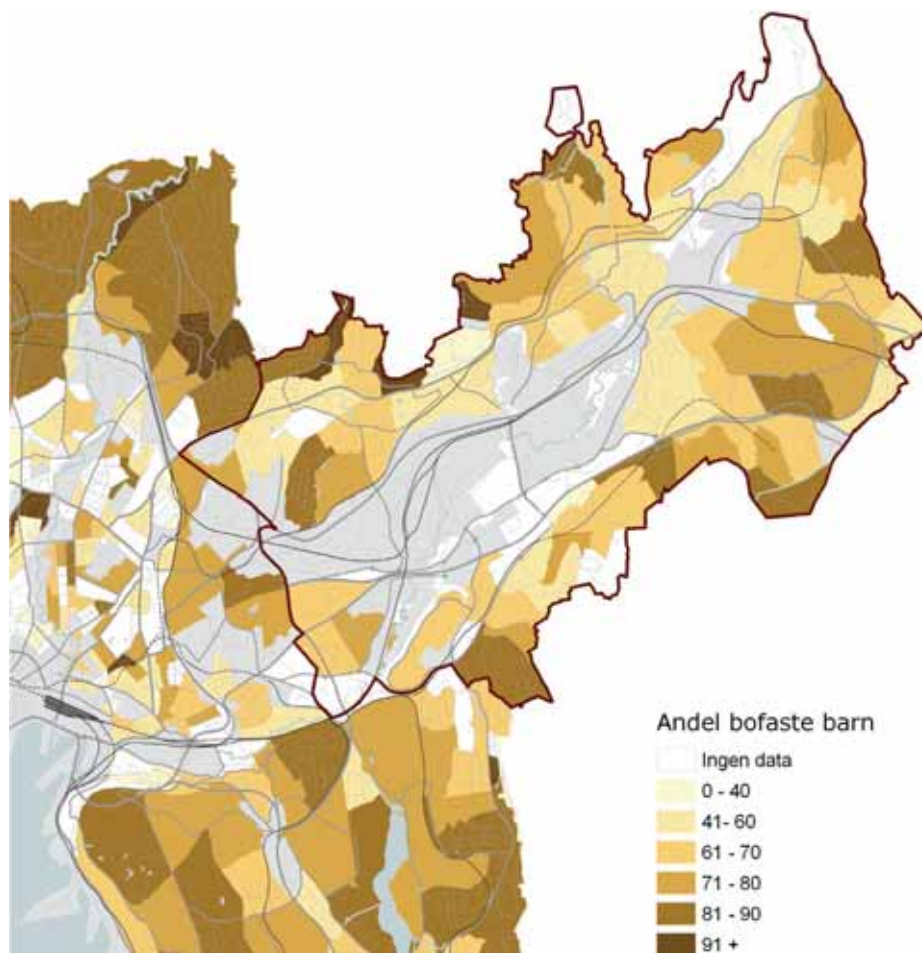 Andel bofaste barn
Ingen data
0 - 40
41- 60
61 - 70
71 - 80
81 - 90
91 +